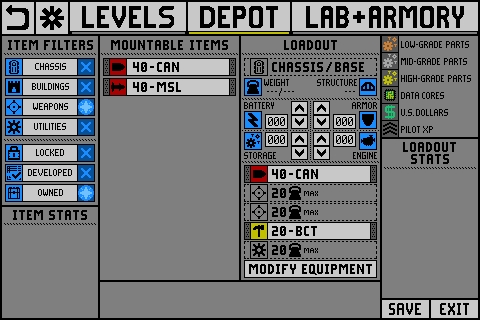 LEVELS DEPOT LAB+ARMORY
ITEM FILTERS
CHASSIS
BUILDINGS
WEAPONS
UTILITIES
LOCKED
DEVELOPED
OWNED
ITEM STATS
MOUNTABLE ITEMS
40-CAN
40-MSL
LOADOUT
CHASSIS/BASE
WEIGHT
---/---
STRUCTURE
BATTERY
ARMOR
000
000
000
000
STORAGE
ENGINE
40-CAN
20 MAX
20 MAX
20-BCT
20 MAX
MODIFY EQUIPMENT
LOW-GRADE PARTS
MID-GRADE PARTS
HIGH-GRADE PARTS
DATA CORES
$ U.S. DOLLARS
PILOT XP
LOADOUT
STATS
SAVE EXIT